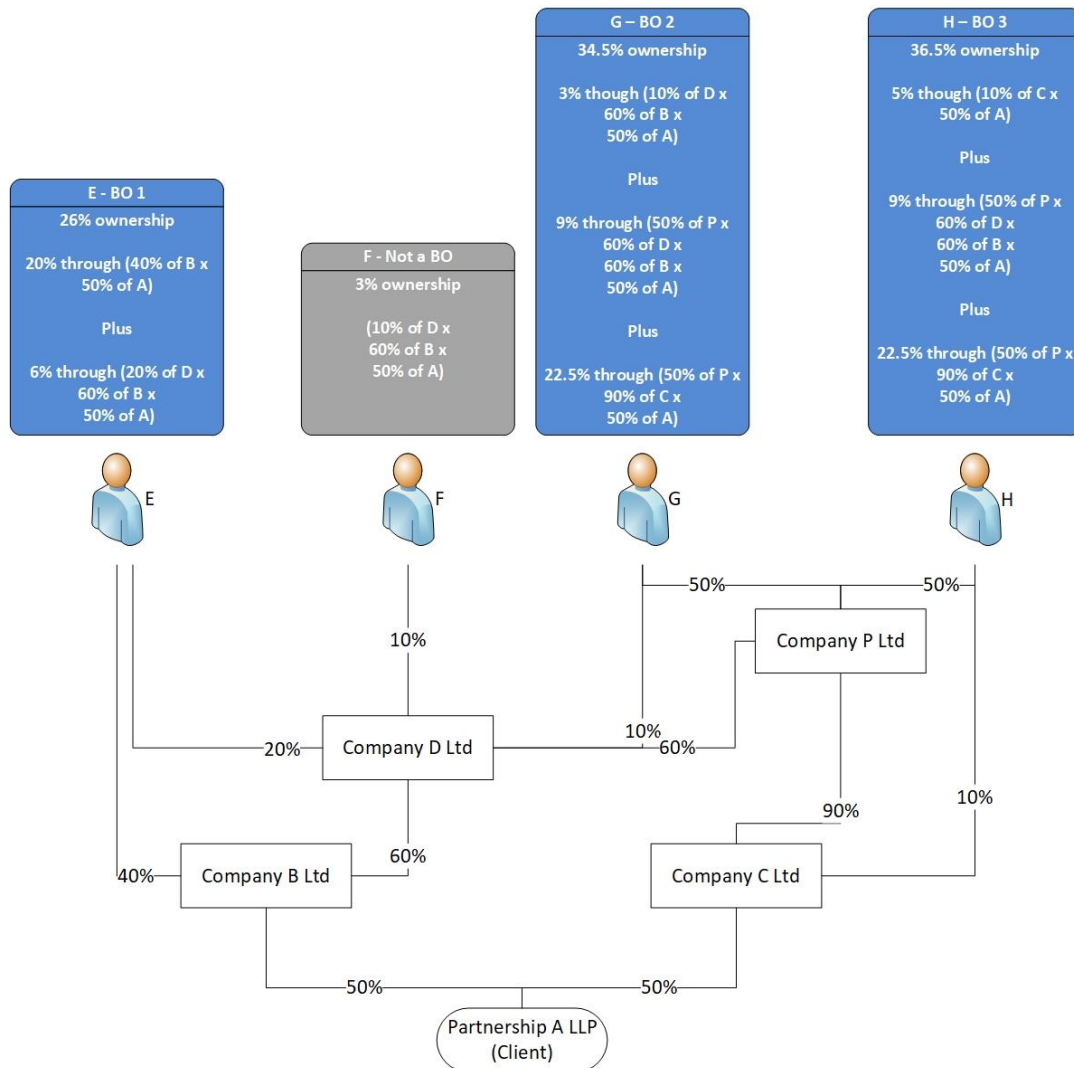 E - BO 1
26% ownership
20% through (40% of B x
50% of A)
Plus
6% through (20% of D x
60% of B x
50% of A)
F - Not a BO
3% ownership
(10% of D x
60% of B x
50% of A)
G – BO 2
34.5% ownership
3% though (10% of D x
60% of B x
50% of A)
Plus
9% through (50% of P x
60% of D x
60% of B x
50% of A)
Plus
22.5% through (50% of P x
90% of C x
50% of A)
H – BO 3
36.5% ownership
5% though (10% of C x
50% of A)
Plus
9% through (50% of P x
60% of D x
60% of B x
50% of A)
Plus
22.5% through (50% of P x
90% of C x
50% of A)
E
F
G
H
50%
50%
10%
Company P Ltd
10%
20%
Company D Ltd
60%
90%
10%
60%
40%
Company B Ltd
Company C Ltd
50%
50%
Partnership A LLP
(Client)